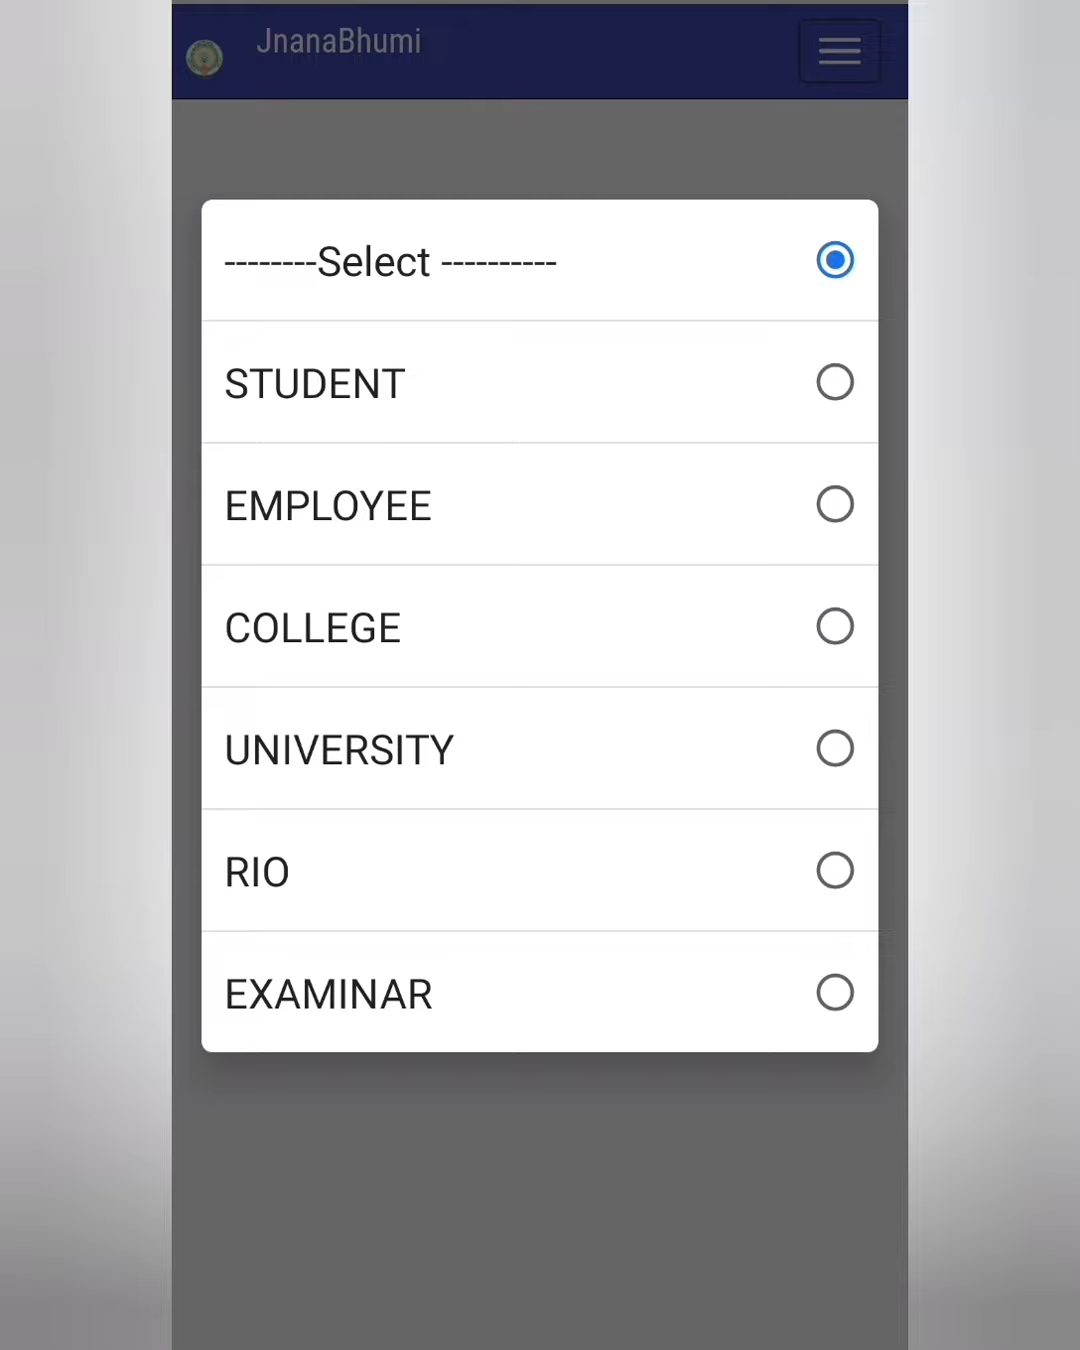 JnanaBhumi
--------Select ----------
STUDENT
EMPLOYEE
COLLEGE
UNIVERSITY
RIO
EXAMINAR